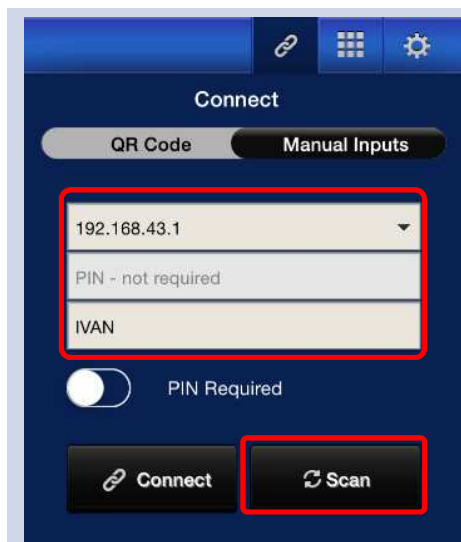 Connect
QR Code Manual Inputs
192.168.43.1
PIN - not required
IVAN
PIN Required
Connect Scan